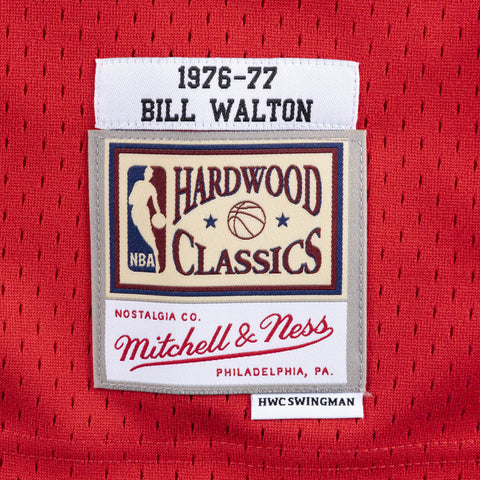 1976-77
BILL WALTON
HARDWOOD
NBA
CLASSICS
NOSTALGIA CO.
Mitchell & Ness
PHILADELPHIA, PA.
HWC SWINGMAN